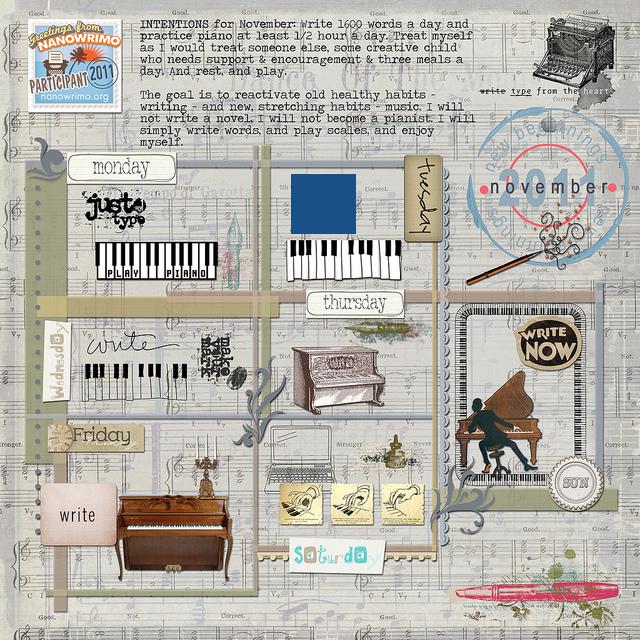 Greetings from
NANOWRIMO
PARTICIPANT 2011
nanowrimo.org
INTENTIONS for November: Write 1600 words a day and
practice piano at least 1/2 hour a day. Treat myself
as I would treat someone else, some creative child
who needs support & encouragement & three meals a
day. And rest, and play.
The goal is to reactivate old healthy habits -
writing - and new, stretching habits - music. I will
not write a novel. I will not become a pianist. I will
simply write words, and play scales, and enjoy
myself.
write type from the heart
new beginnings
2011
november
monday
just
type
PLAY PIANO
tuesday
Wednesday
write
make
your
mark
thursday
WRITE
NOW
SUN
Friday
write
Saturday